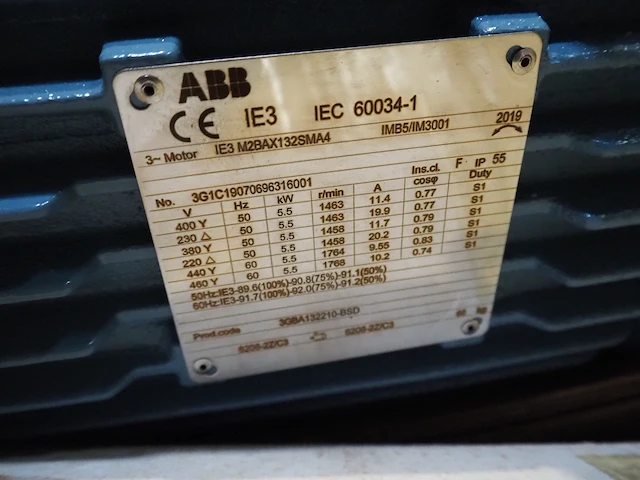 ABB
CE IE3 IEC 60034-1
3~ Motor IE3 M2BAX132SMA4 IMB5/IM3001 2019
No. 3G1C19070696316001 Ins.cl. F IP 55
V Hz kW r/min A cosφ Duty
400 Y 50 5.5 1463 11.4 0.77 S1
230 △ 50 5.5 1463 19.9 0.77 S1
380 Y 50 5.5 1458 11.7 0.79 S1
220 △ 50 5.5 1458 20.2 0.79 S1
440 Y 60 5.5 1764 9.55 0.83 S1
460 Y 60 5.5 1768 10.2 0.74 S1
50Hz:IE3-89.6(100%)-90.8(75%)-91.1(50%)
60Hz:IE3-91.7(100%)-92.0(75%)-91.2(50%)
Prod.code 3GBA132210-BSD kg
6208-2Z/C3 6208-2Z/C3